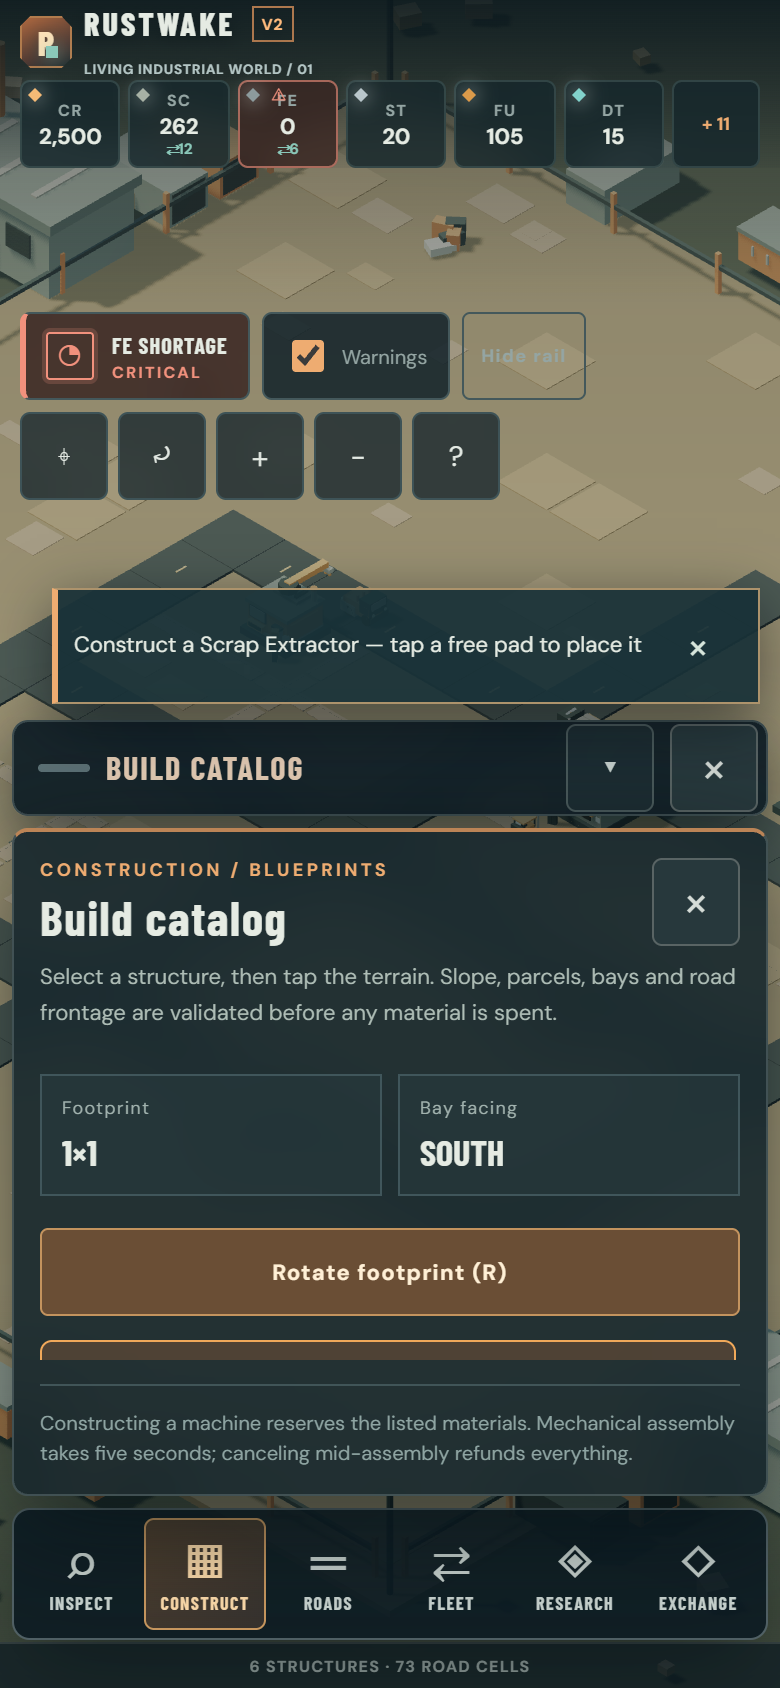 RUSTWAKE V2
LIVING INDUSTRIAL WORLD / 01
CR
2,500
SC
262
⇄12
FE
0
⇄6
ST
20
FU
105
DT
15
+ 11
FE SHORTAGE
CRITICAL
Warnings
Hide rail
+
-
?
Construct a Scrap Extractor — tap a free pad to place it ×
BUILD CATALOG ▼ ×
CONSTRUCTION / BLUEPRINTS
Build catalog ×
Select a structure, then tap the terrain. Slope, parcels, bays and road
frontage are validated before any material is spent.
Footprint
1×1
Bay facing
SOUTH
Rotate footprint (R)
Constructing a machine reserves the listed materials. Mechanical assembly
takes five seconds; canceling mid-assembly refunds everything.
INSPECT
CONSTRUCT
ROADS
FLEET
RESEARCH
EXCHANGE
6 STRUCTURES · 73 ROAD CELLS